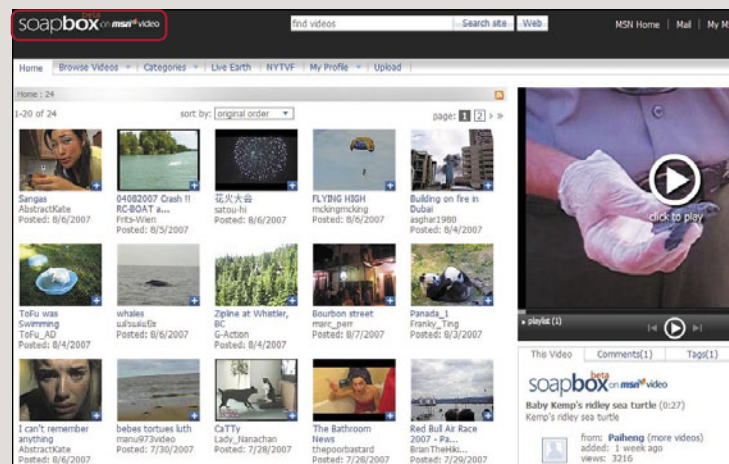 beta
soapbox on msn video
find videos Search site Web
MSN Home | Mail | My M
Home Browse Videos Categories Live Earth NYTVF My Profile Upload
Home : 24
1-20 of 24 sort by: original order page: 1 2 > »
Sangas
AbstractKate
Posted: 8/6/2007
04082007 Crash !!
RC-BOAT a...
Frits-Wien
Posted: 8/5/2007
花火大会
satou-hi
Posted: 8/6/2007
FLYING HIGH
mckingmcking
Posted: 8/6/2007
Building on fire in
Dubai
asghar1980
Posted: 8/4/2007
click to play
ToFu was
Swimming
ToFu_AD
Posted: 8/4/2007
whales
Posted: 8/6/2007
Zipline at Whistler,
BC
G-Action
Posted: 8/4/2007
Bourbon street
marc_perr
Posted: 8/7/2007
Panada_1
Franky_Ting
Posted: 8/3/2007
playlist (1)
This Video Comments(1) Tags(1)
I can't remember
anything
AbstractKate
Posted: 8/6/2007
bebes tortues luth
manu973video
Posted: 7/30/2007
CaTTy
Lady_Nanachan
Posted: 7/28/2007
The Bathroom
News
thepoorbastard
Posted: 7/28/2007
Red Bull Air Race
2007 - Pa...
BrianTheHiki...
Posted: 7/29/2007
beta
soapbox on msn video
Baby Kemp's ridley sea turtle (0:27)
Kemp's ridley sea turtle
from: Paiheng (more videos)
added: 1 week ago
views: 3216